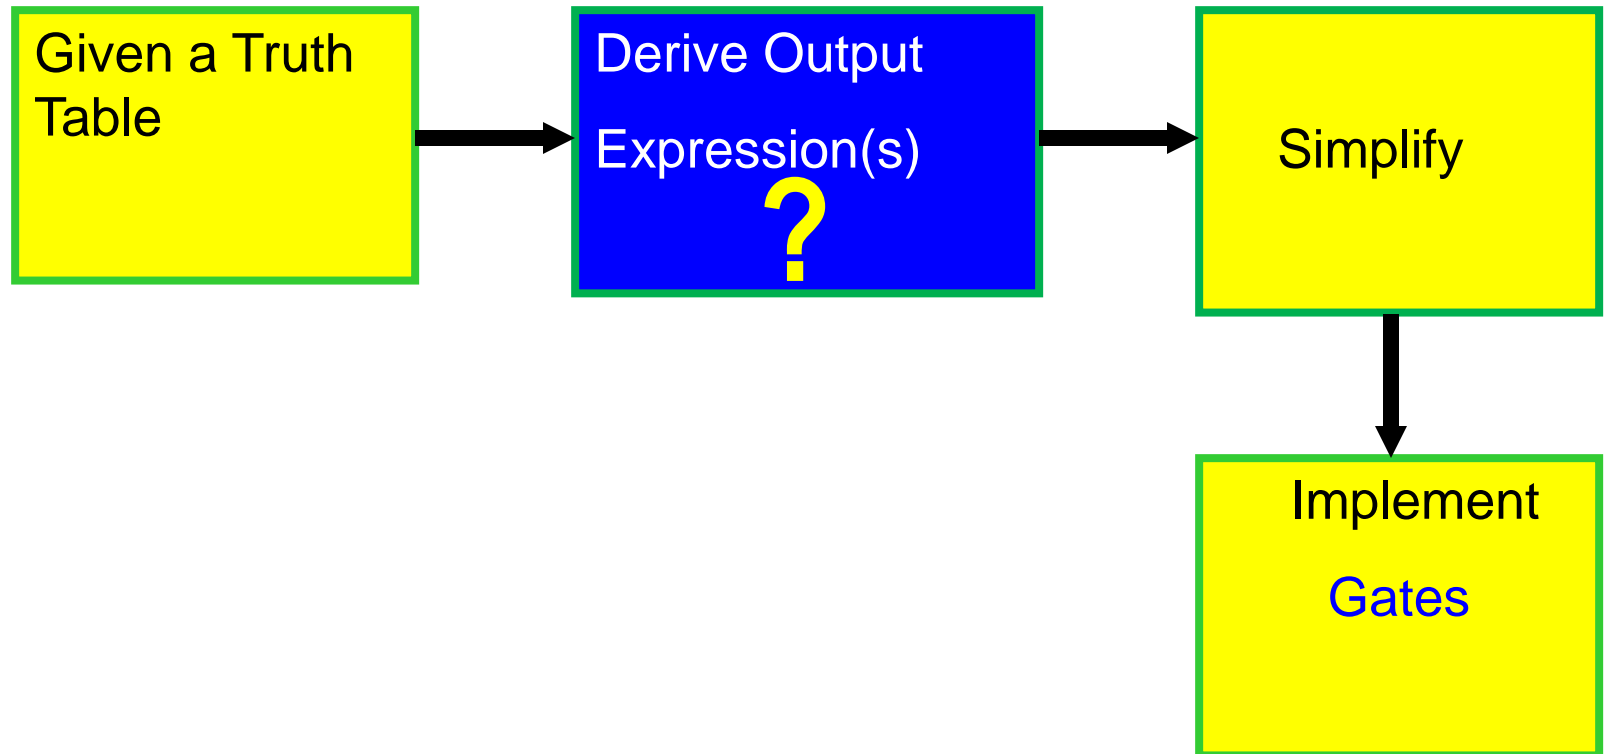 Given a Truth
Table
Derive Output
Expression(s)
?
Simplify
Implement
Gates